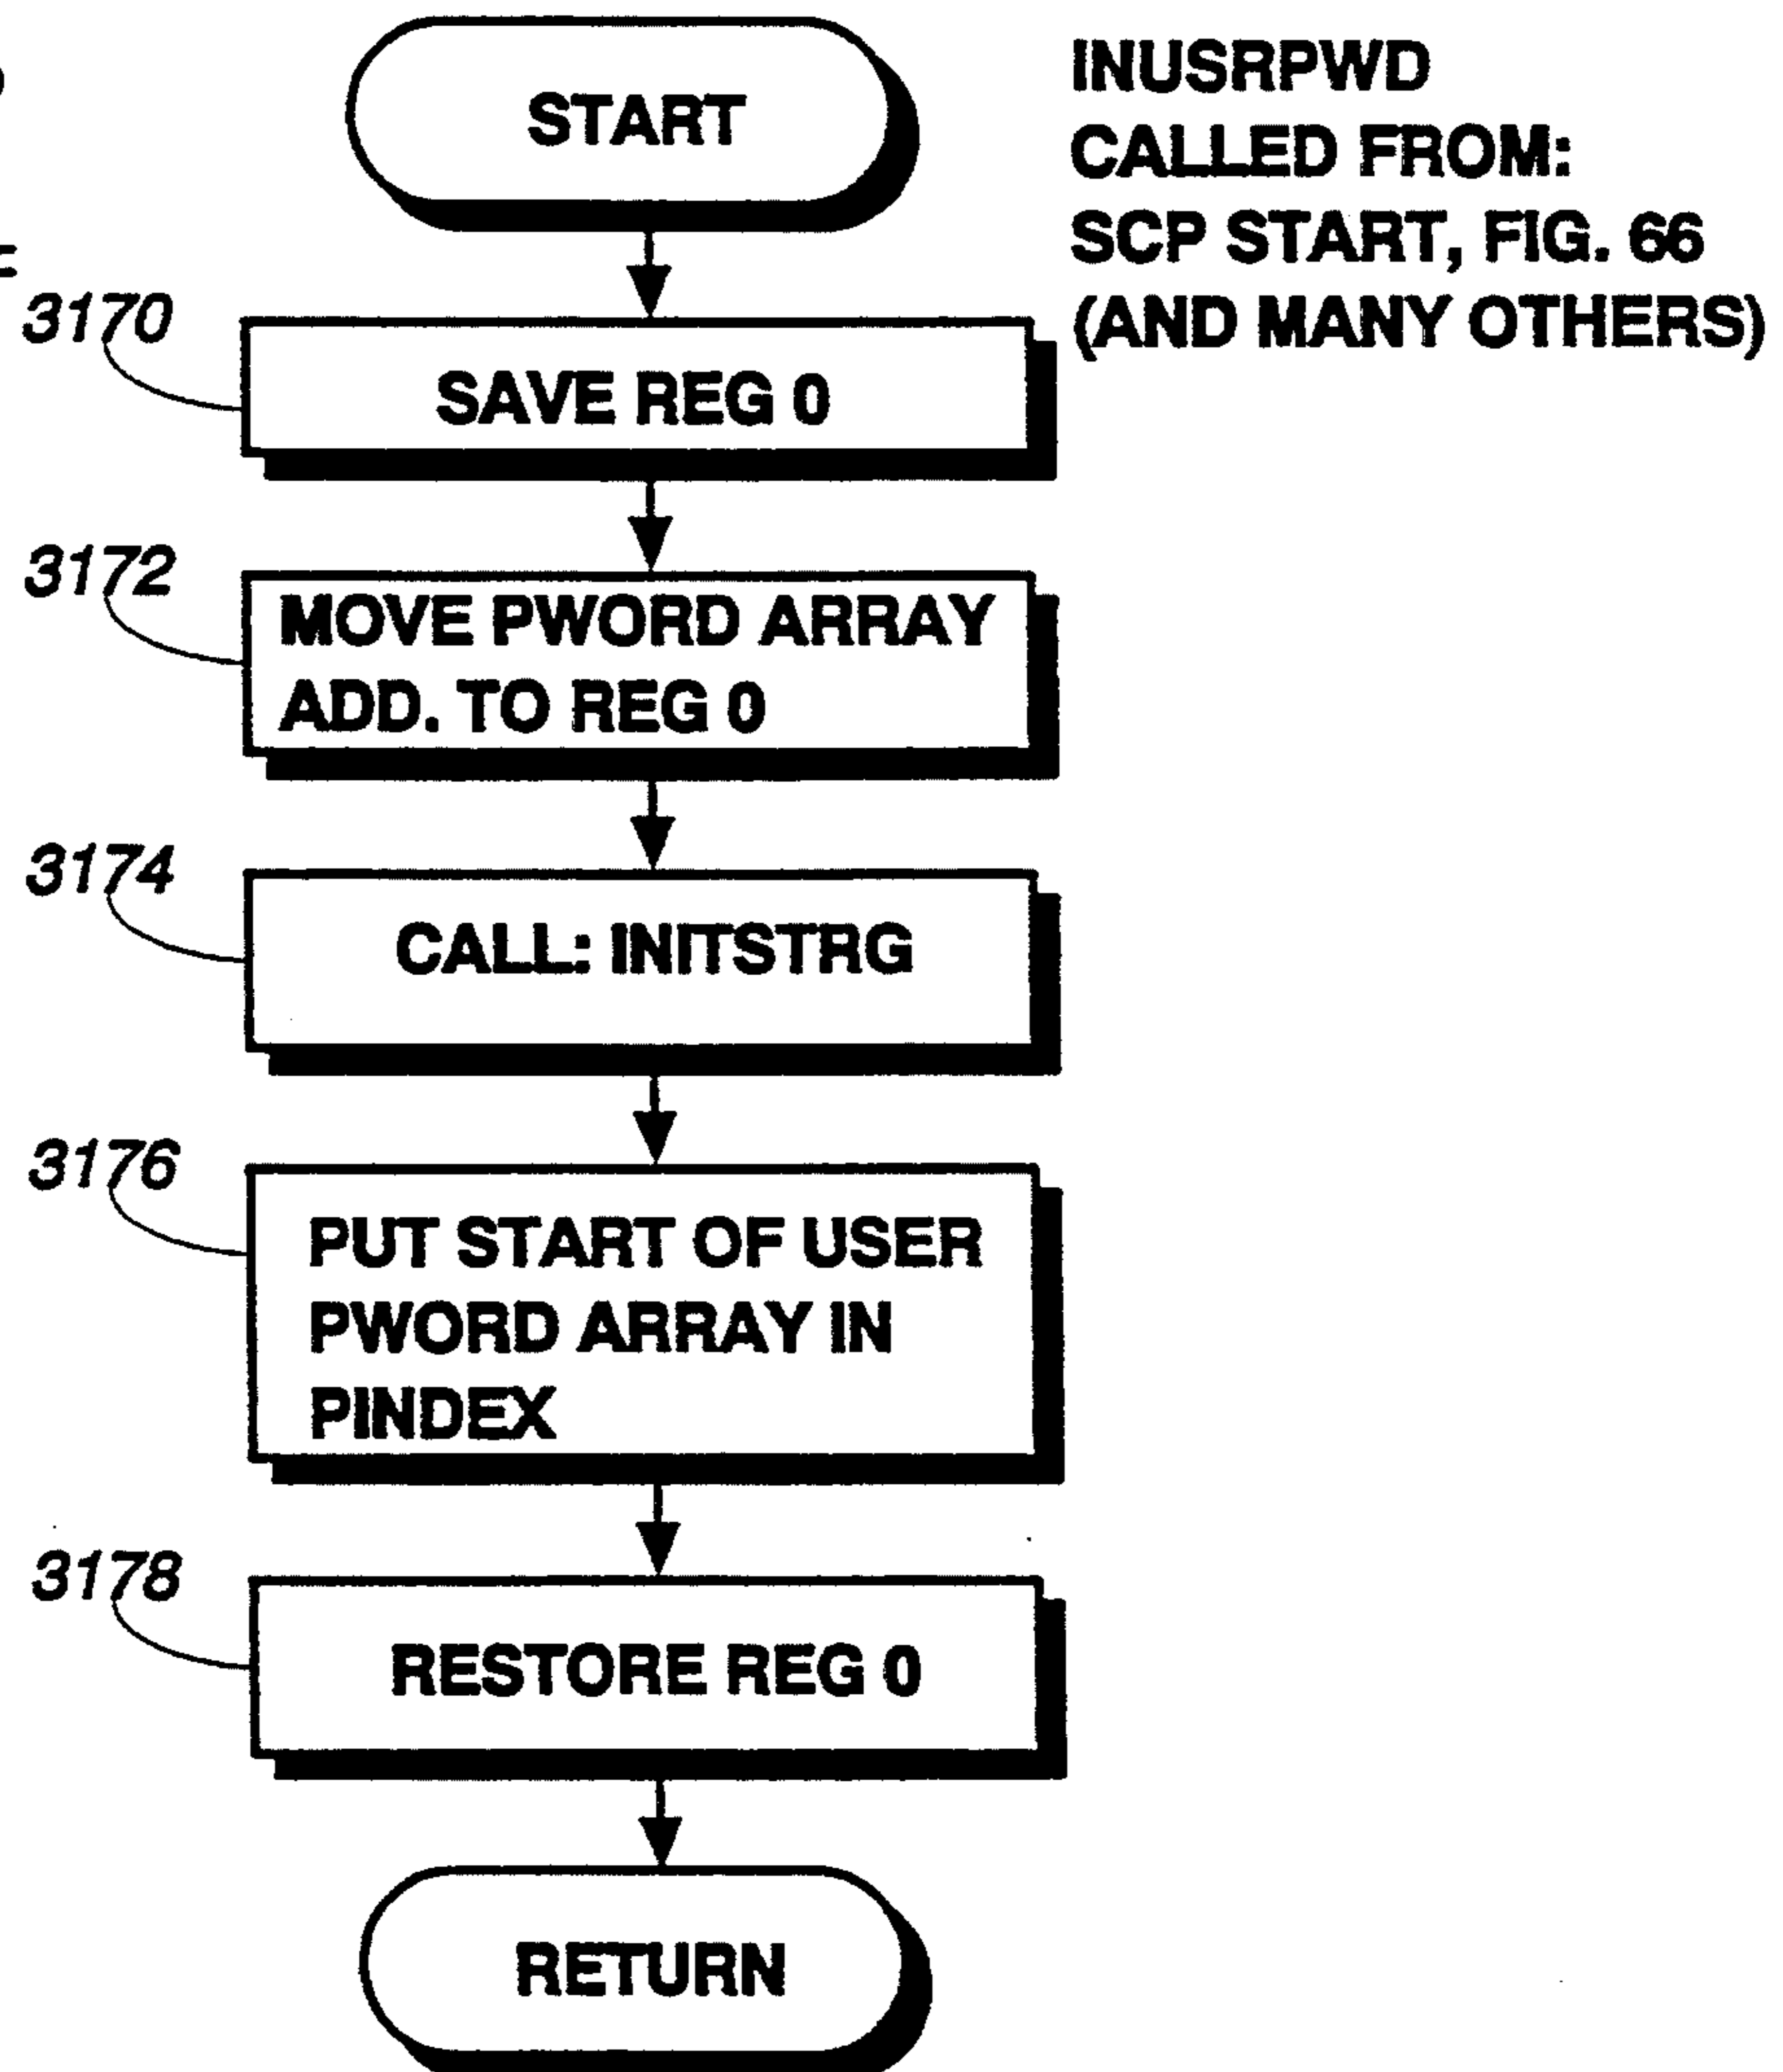 START
INUSRPWD
CALLED FROM:
SCP START, FIG. 66
(AND MANY OTHERS)
3170
SAVE REG 0
3172
MOVE PWORD ARRAY
ADD. TO REG 0
3174
CALL: INITSTRG
3176
PUT START OF USER
PWORD ARRAY IN
PINDEX
3178
RESTORE REG 0
RETURN